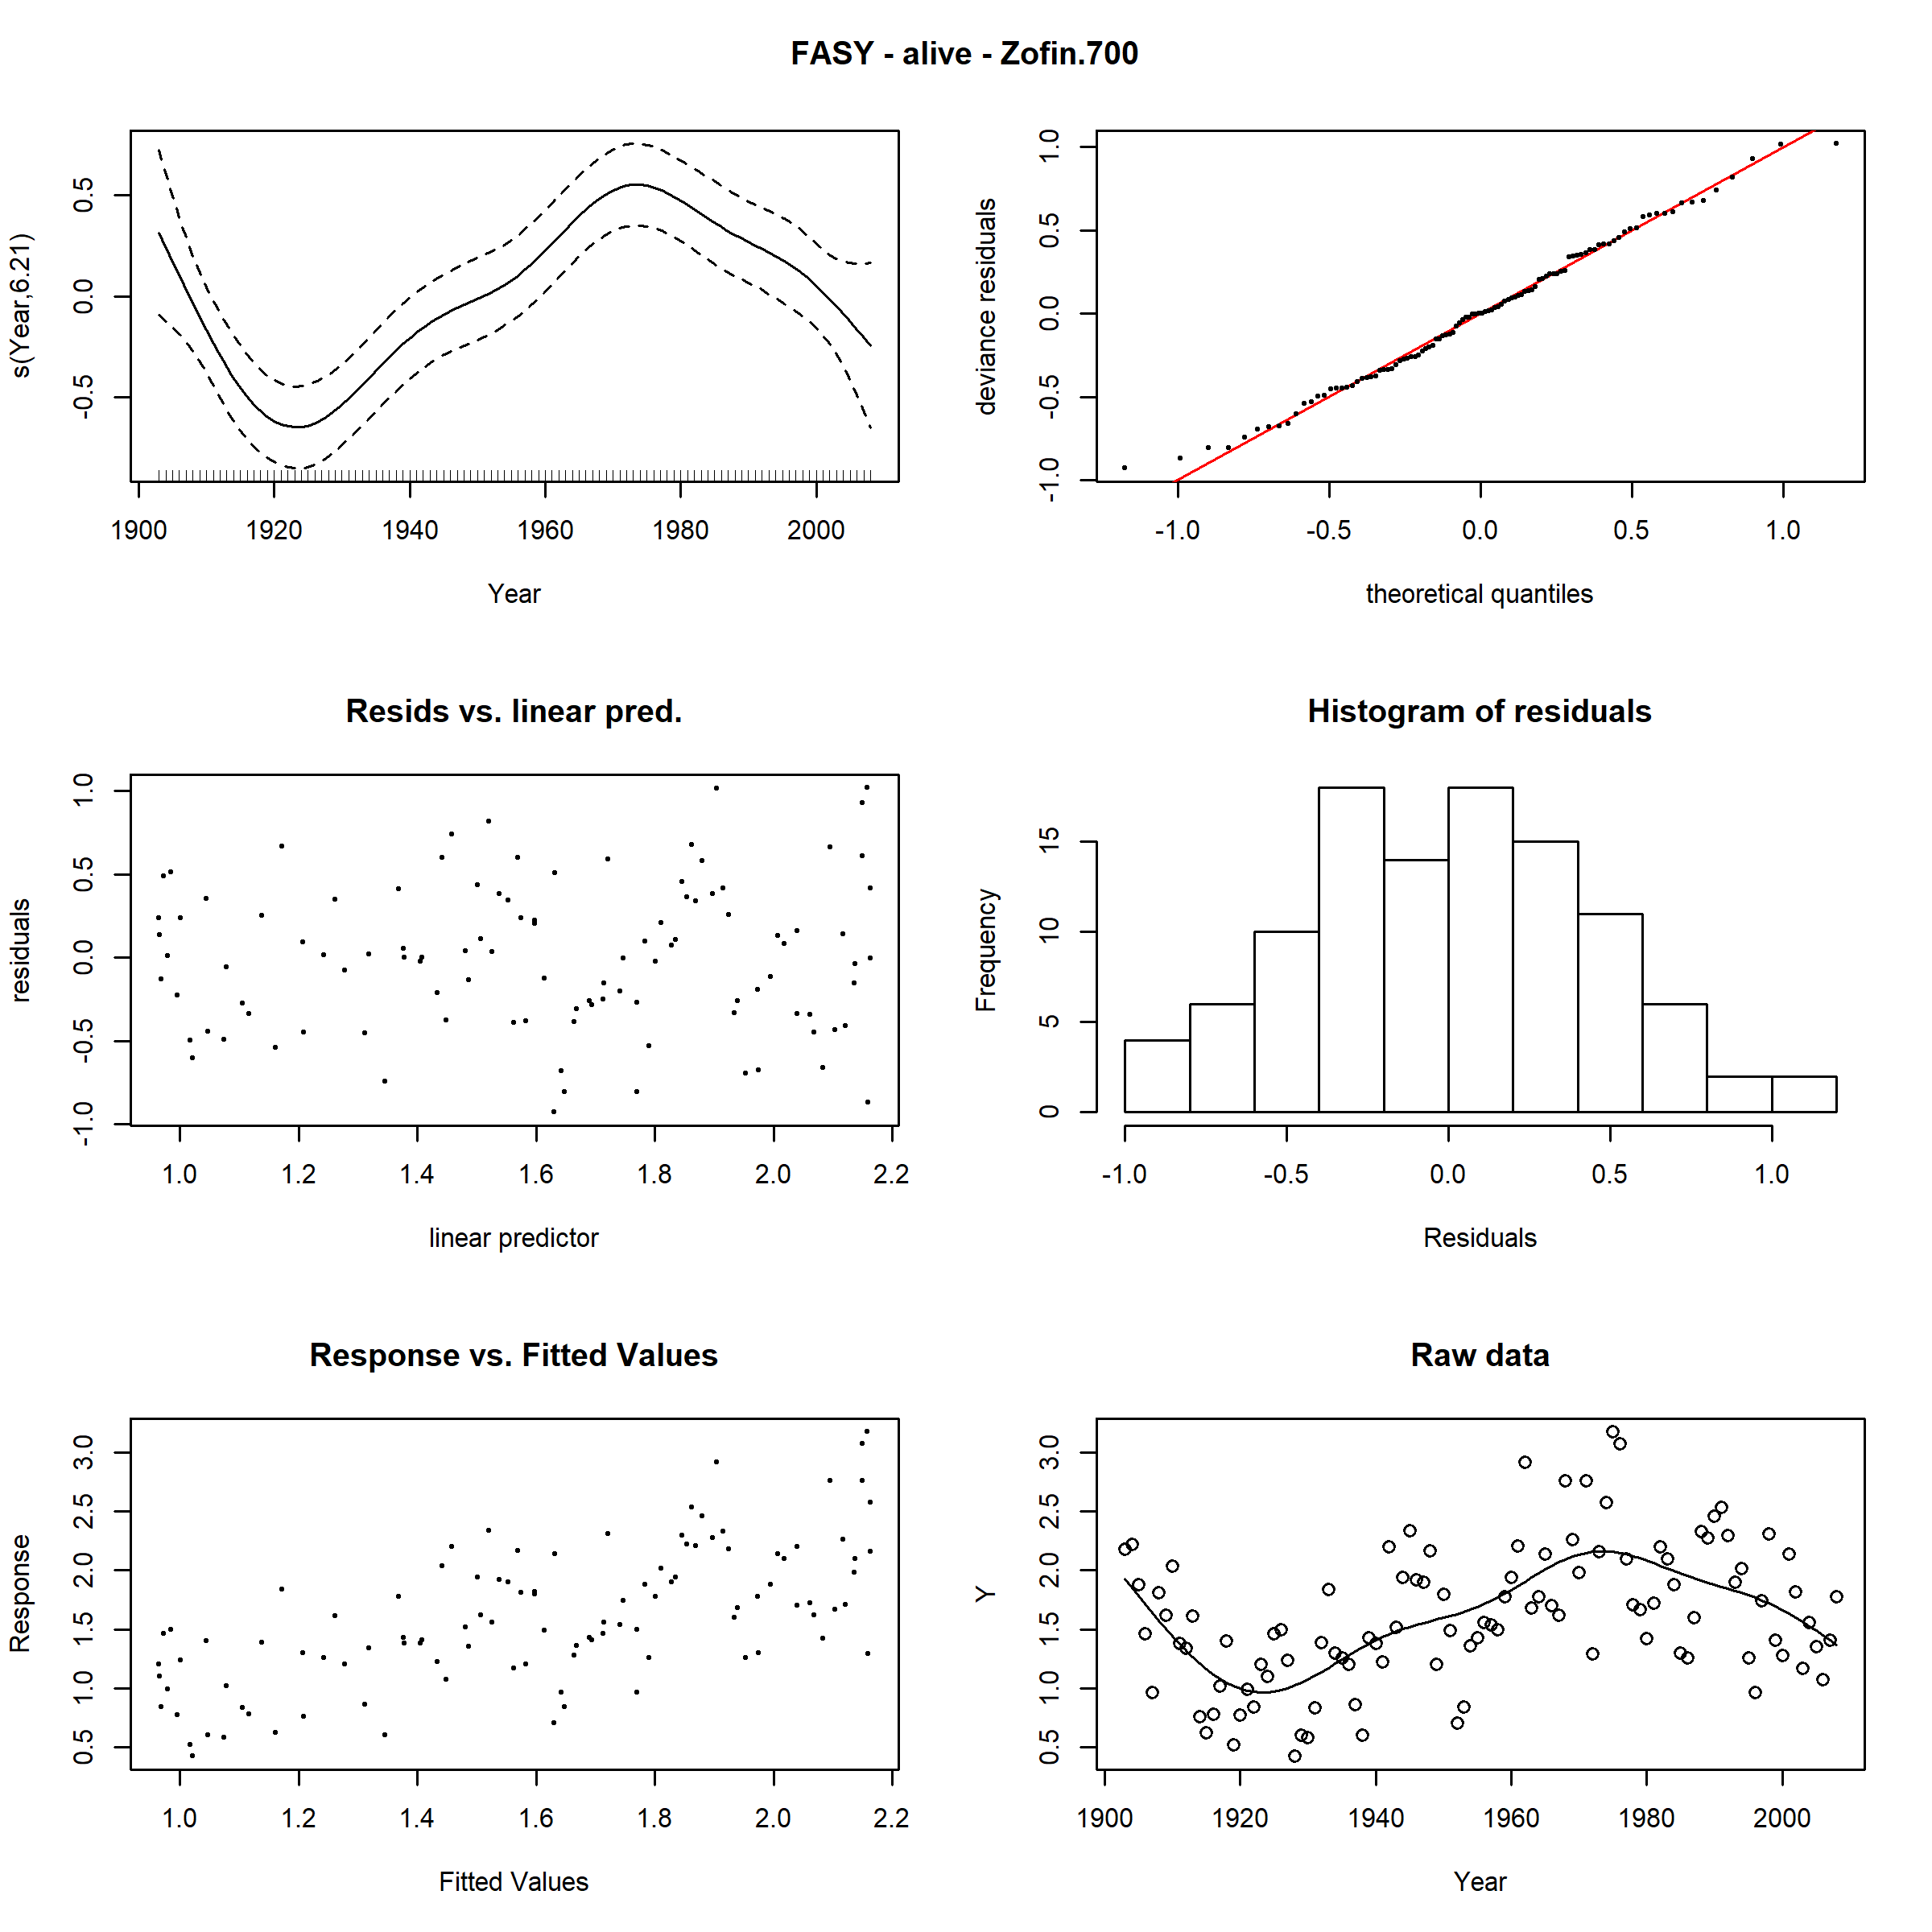 FASY - alive - Zofin.700
s(Year,6.21)
-0.5 0.0 0.5
1900 1920 1940 1960 1980 2000
Year
deviance residuals
-1.0 -0.5 0.0 0.5 1.0
-1.0 -0.5 0.0 0.5 1.0
theoretical quantiles
Resids vs. linear pred.
residuals
-1.0 -0.5 0.0 0.5 1.0
1.0 1.2 1.4 1.6 1.8 2.0 2.2
linear predictor
Histogram of residuals
Frequency
0 5 10 15
-1.0 -0.5 0.0 0.5 1.0
Residuals
Response vs. Fitted Values
Response
0.5 1.0 1.5 2.0 2.5 3.0
1.0 1.2 1.4 1.6 1.8 2.0 2.2
Fitted Values
Raw data
Y
0.5 1.0 1.5 2.0 2.5 3.0
1900 1920 1940 1960 1980 2000
Year